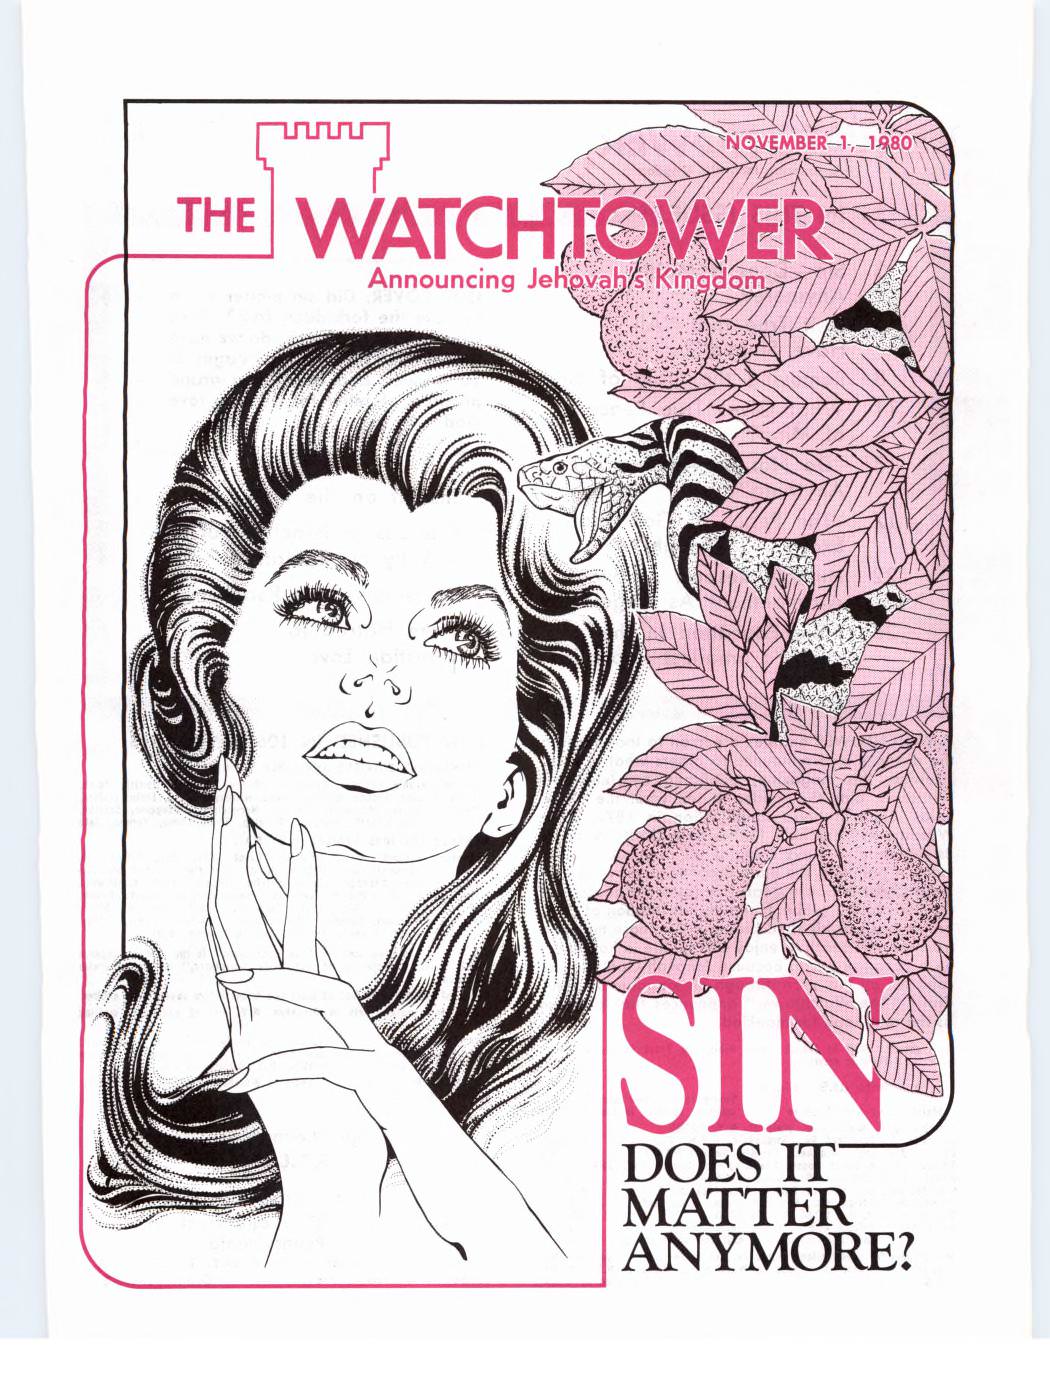 NOVEMBER 1, 1980
THE WATCHTOWER
Announcing Jehovah's Kingdom
SIN
DOES IT
MATTER
ANYMORE?